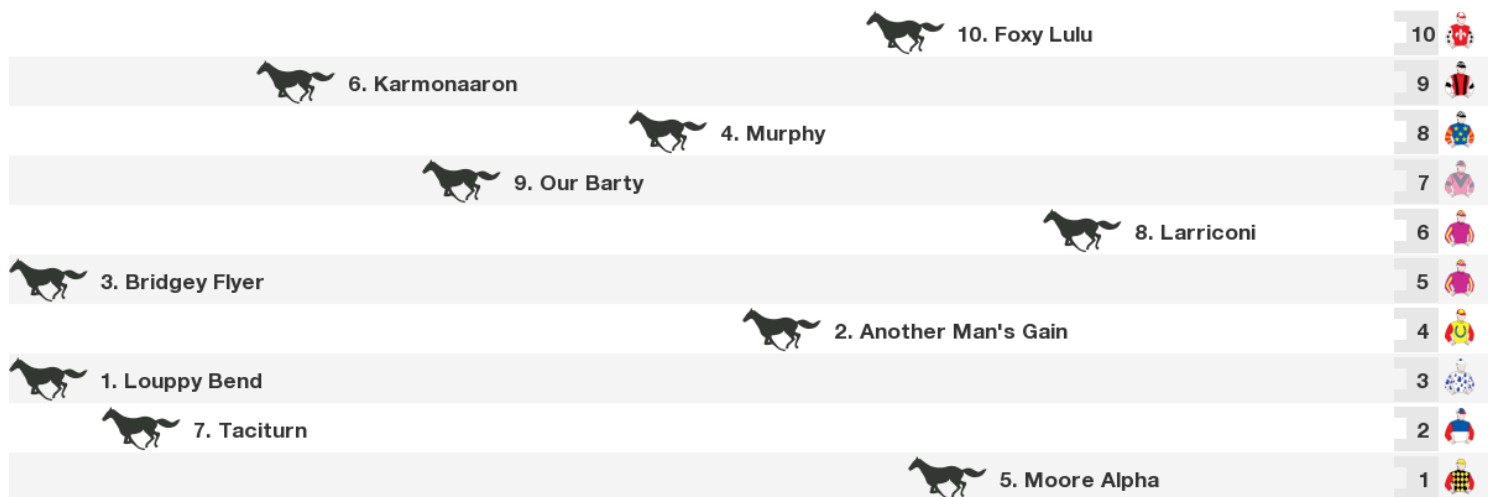 10. Foxy Lulu 10
6. Karmonaaron 9
4. Murphy 8
9. Our Barty 7
8. Larriconi 6
3. Bridgey Flyer 5
2. Another Man's Gain 4
1. Louppy Bend 3
7. Taciturn 2
5. Moore Alpha 1